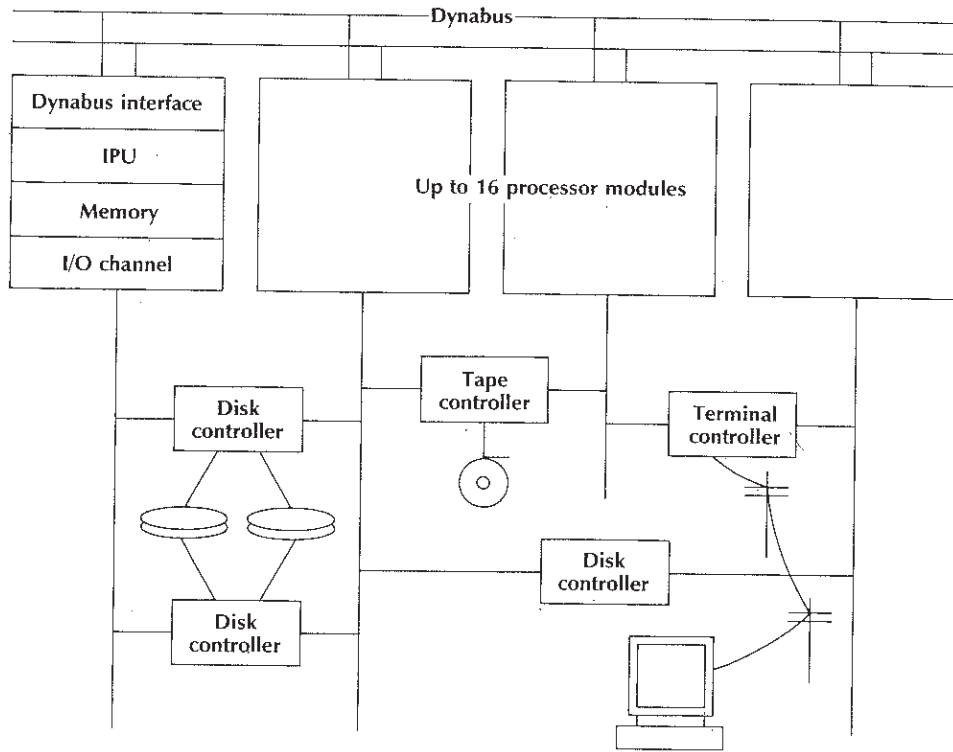 Dynabus
Dynabus interface
IPU
Memory
I/O channel
Up to 16 processor modules
Tape
controller
Disk
controller
Terminal
controller
Disk
controller
Disk
controller